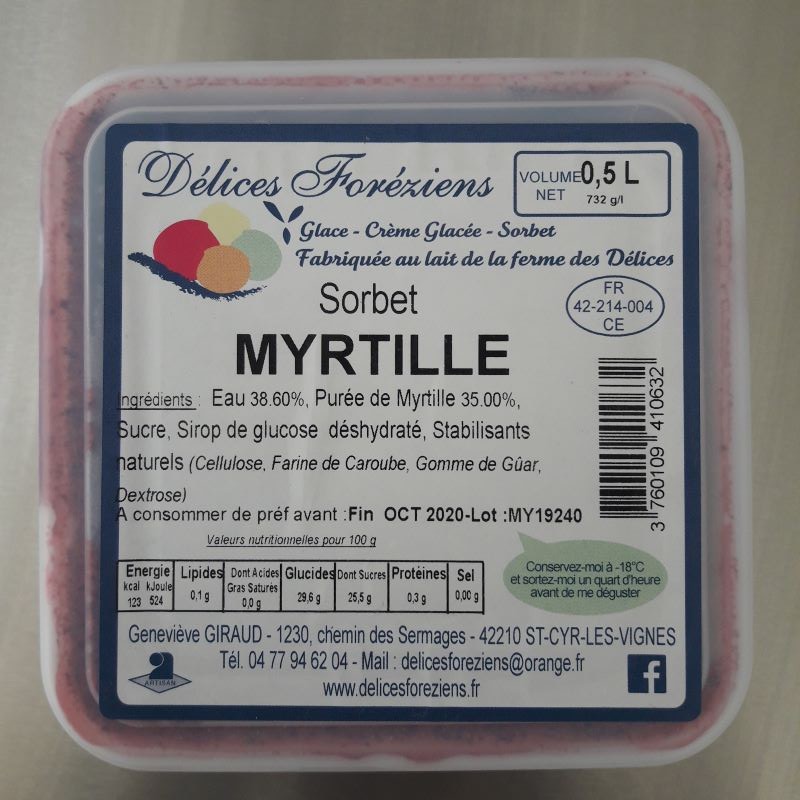 Délices Foréziens
VOLUME NET 0,5 L
732 g/l
Glace - Crème Glacée - Sorbet
Fabriquée au lait de la ferme des Délices
FR
42-214-004
CE
Sorbet
MYRTILLE
Ingrédients : Eau 38.60%, Purée de Myrtille 35.00%,
Sucre, Sirop de glucose déshydraté, Stabilisants
naturels (Cellulose, Farine de Caroube, Gomme de Gûar,
Dextrose)
A consommer de préf avant :Fin OCT 2020-Lot :MY19240
3 760109 410632
Valeurs nutritionnelles pour 100 g
Energie Lipides Dont Acides Gras Saturés Glucides Dont Sucres Protéines Sel
kcal kJoule
123 524 0,1 g 0,0 g 29,6 g 25,5 g 0,3 g 0,00 g
Conservez-moi à -18°C
et sortez-moi un quart d'heure
avant de me déguster
Geneviève GIRAUD - 1230, chemin des Sermages - 42210 ST-CYR-LES-VIGNES
Tél. 04 77 94 62 04 - Mail : delicesforeziens@orange.fr
www.delicesforeziens.fr
ARTISAN
f